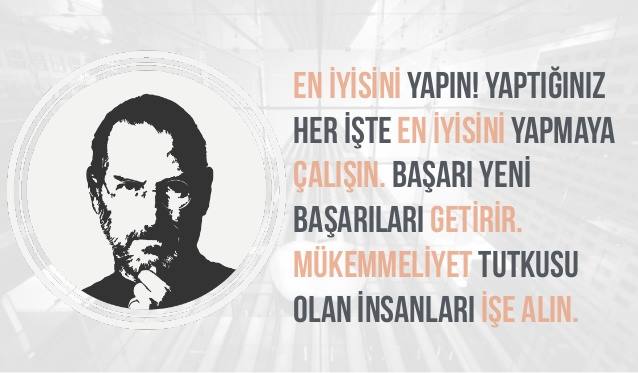 EN İYİSİNİ YAPIN! YAPTIĞINIZ
HER İŞTE EN İYİSİNİ YAPMAYA
ÇALIŞIN. BAŞARI YENİ
BAŞARILARI GETİRİR.
MÜKEMMELİYET TUTKUSU
OLAN İNSANLARI İŞE ALIN.